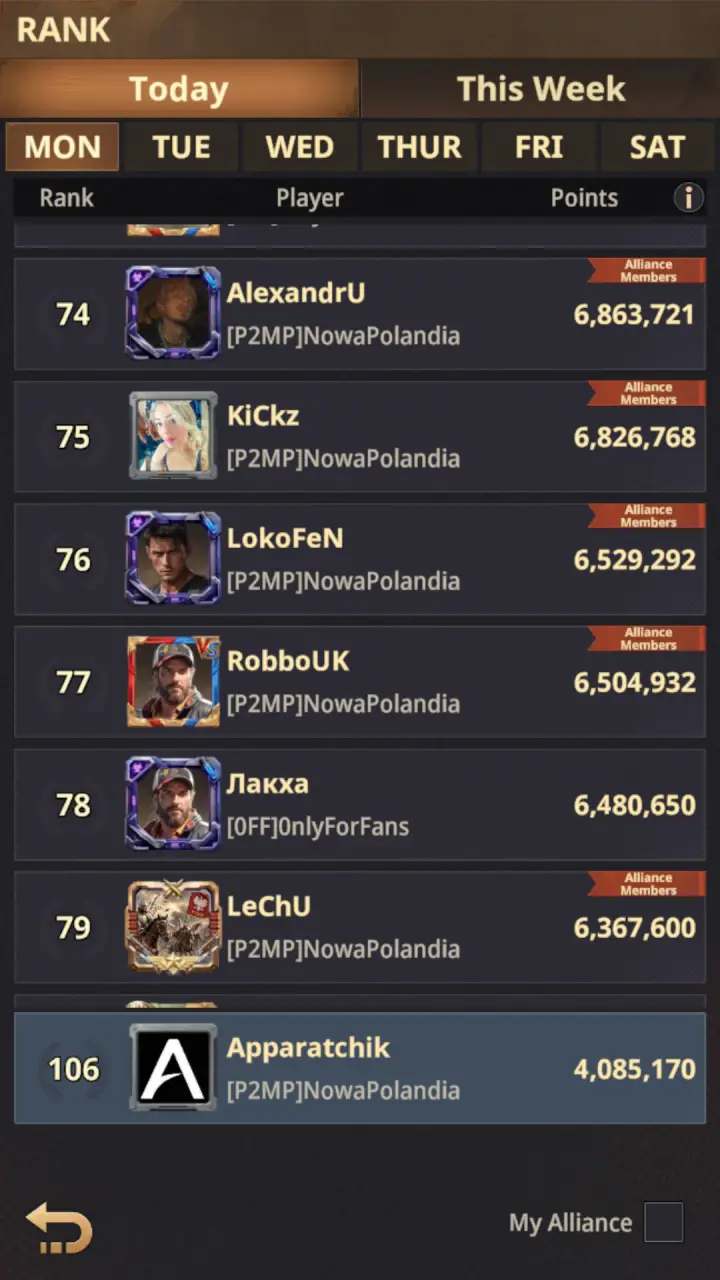 RANK
Today
This Week
MON
TUE
WED
THUR
FRI
SAT
Rank
Player
Points
Alliance
Members
74
AlexandrU
[P2MP]NowaPolandia
6,863,721
Alliance
Members
75
KiCkz
[P2MP]NowaPolandia
6,826,768
Alliance
Members
76
LokoFeN
[P2MP]NowaPolandia
6,529,292
Alliance
Members
77
VS
RobboUK
[P2MP]NowaPolandia
6,504,932
78
Лакха
[0FF]0nlyForFans
6,480,650
Alliance
Members
79
LeChU
[P2MP]NowaPolandia
6,367,600
106
Apparatchik
[P2MP]NowaPolandia
4,085,170
My Alliance